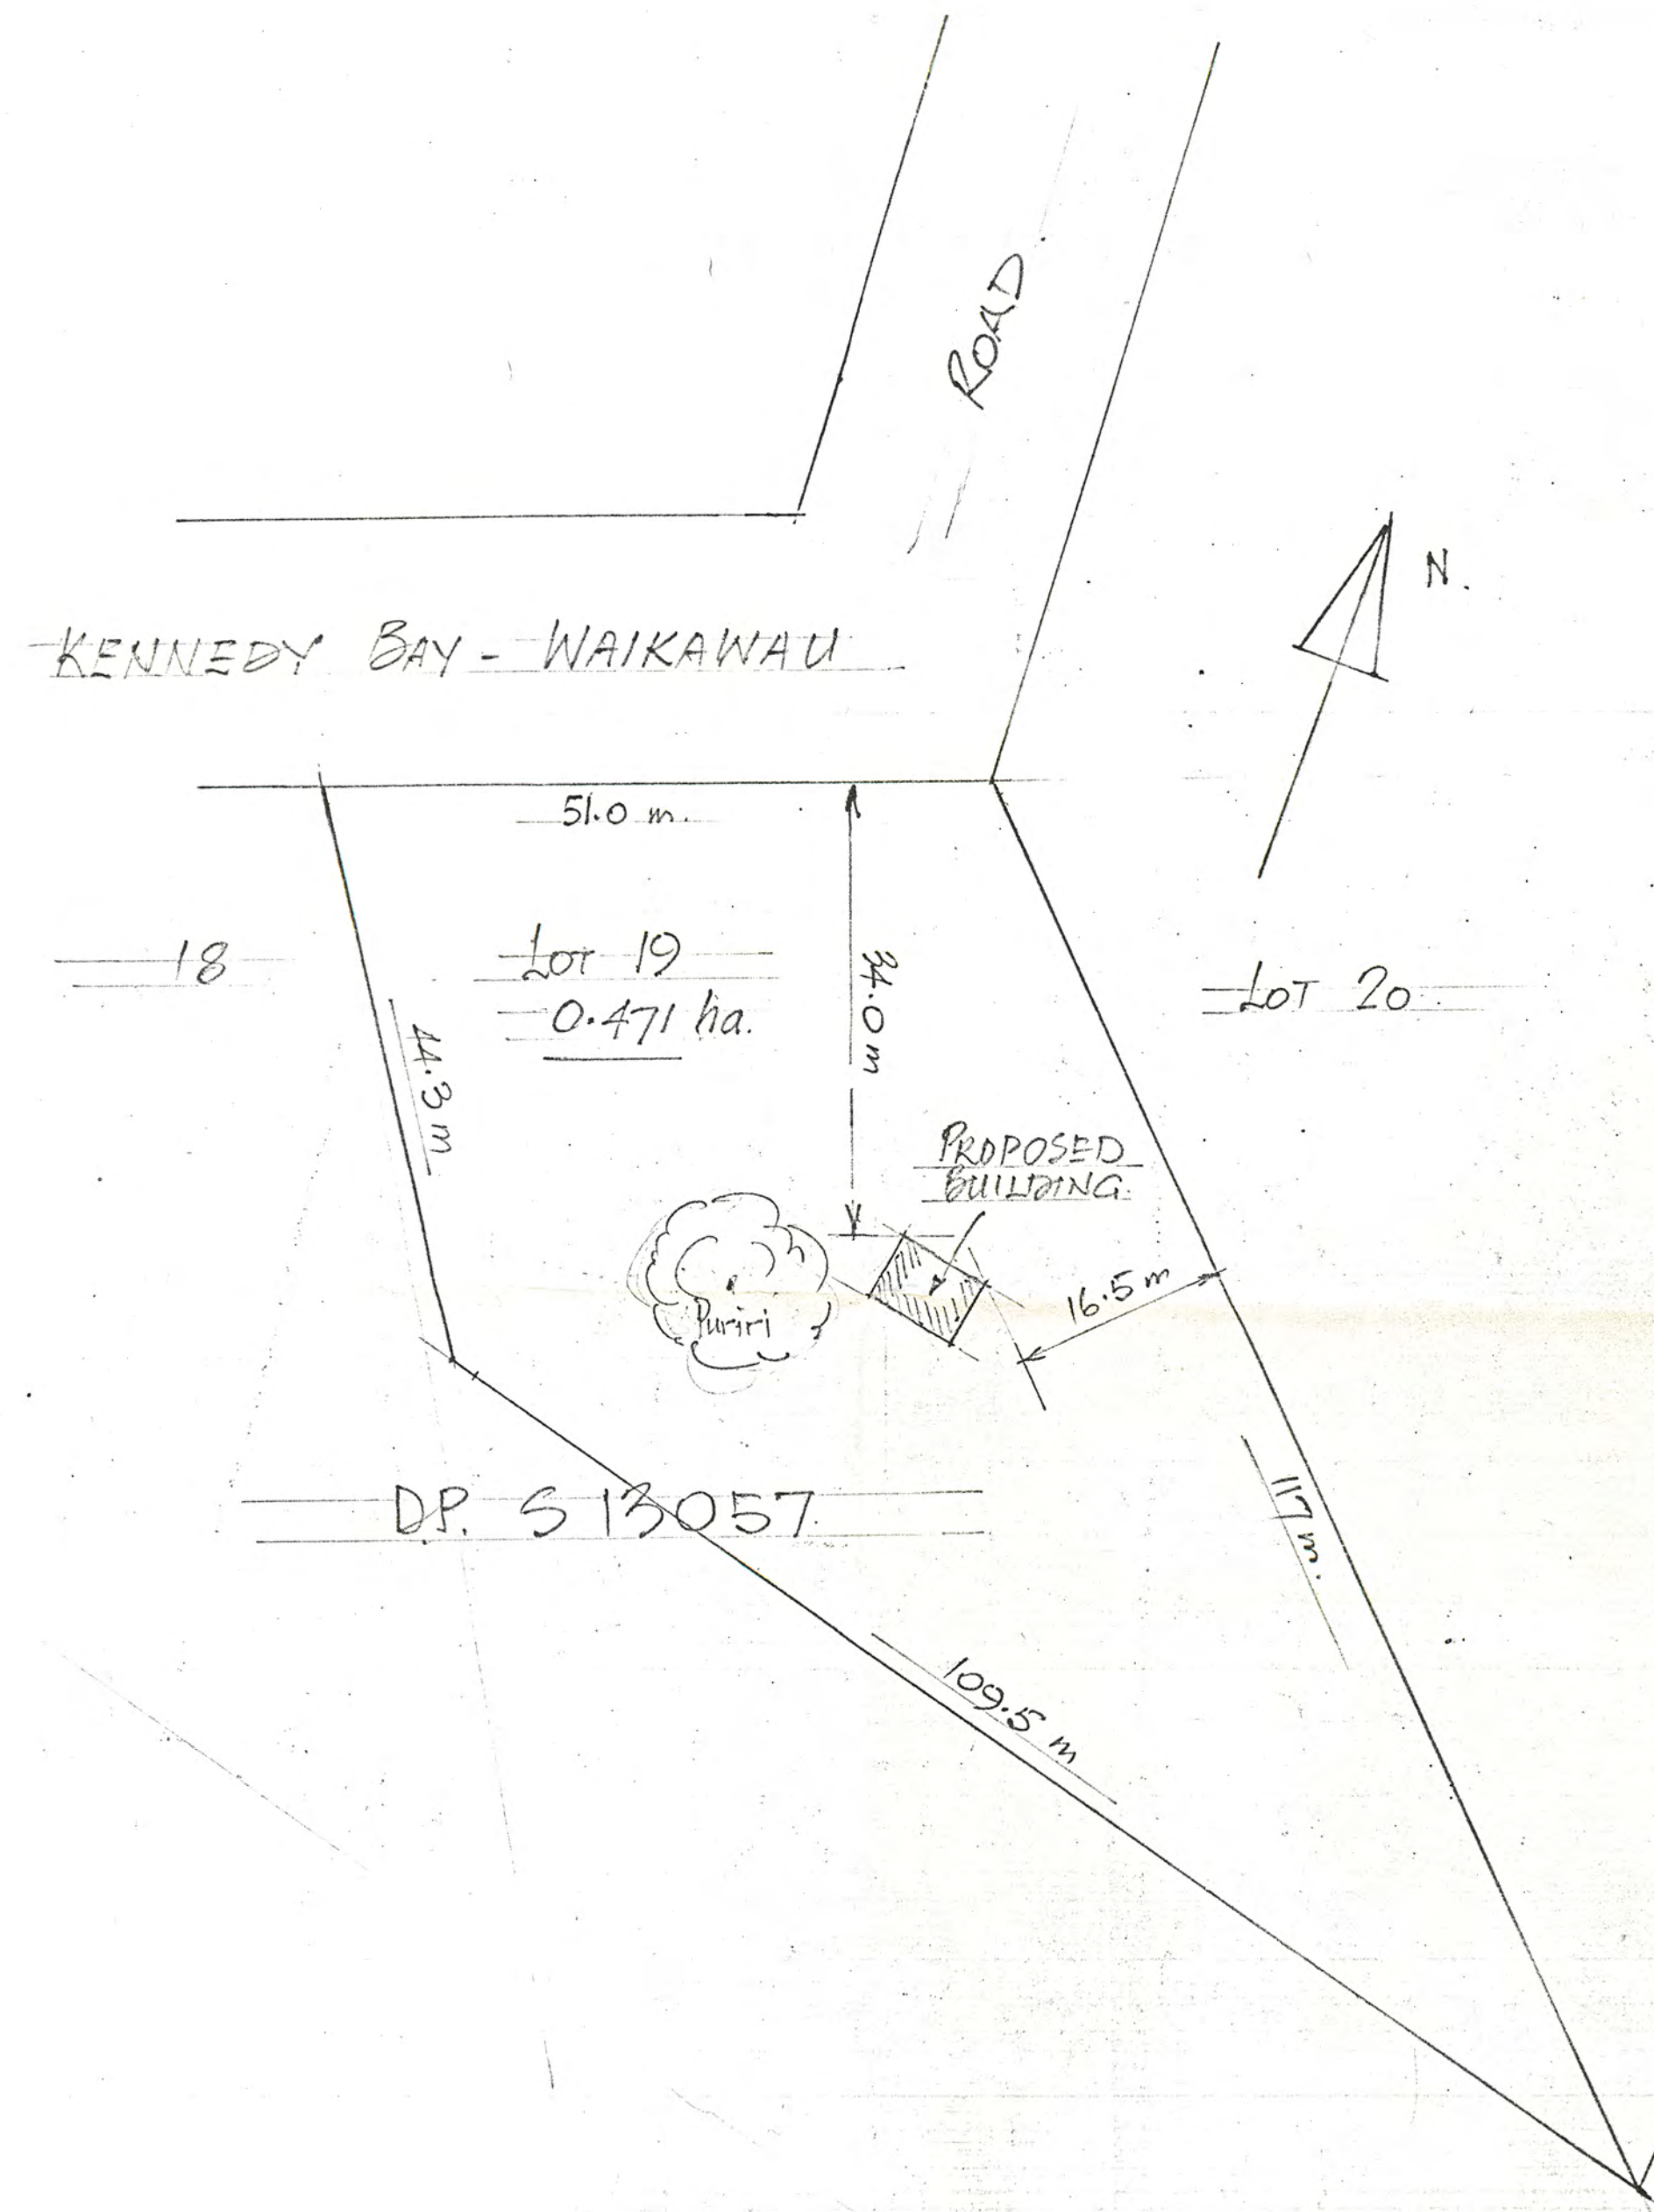 ROAD.
N.
KENNEDY BAY - WAIKAWAU
51.0 m.
34.0 m
18
LOT 19
0.471 ha.
LOT 20
44.3 m
PROPOSED
BUILDING.
16.5 m
Puriri
117 m.
DP. S 13057
109.5 m